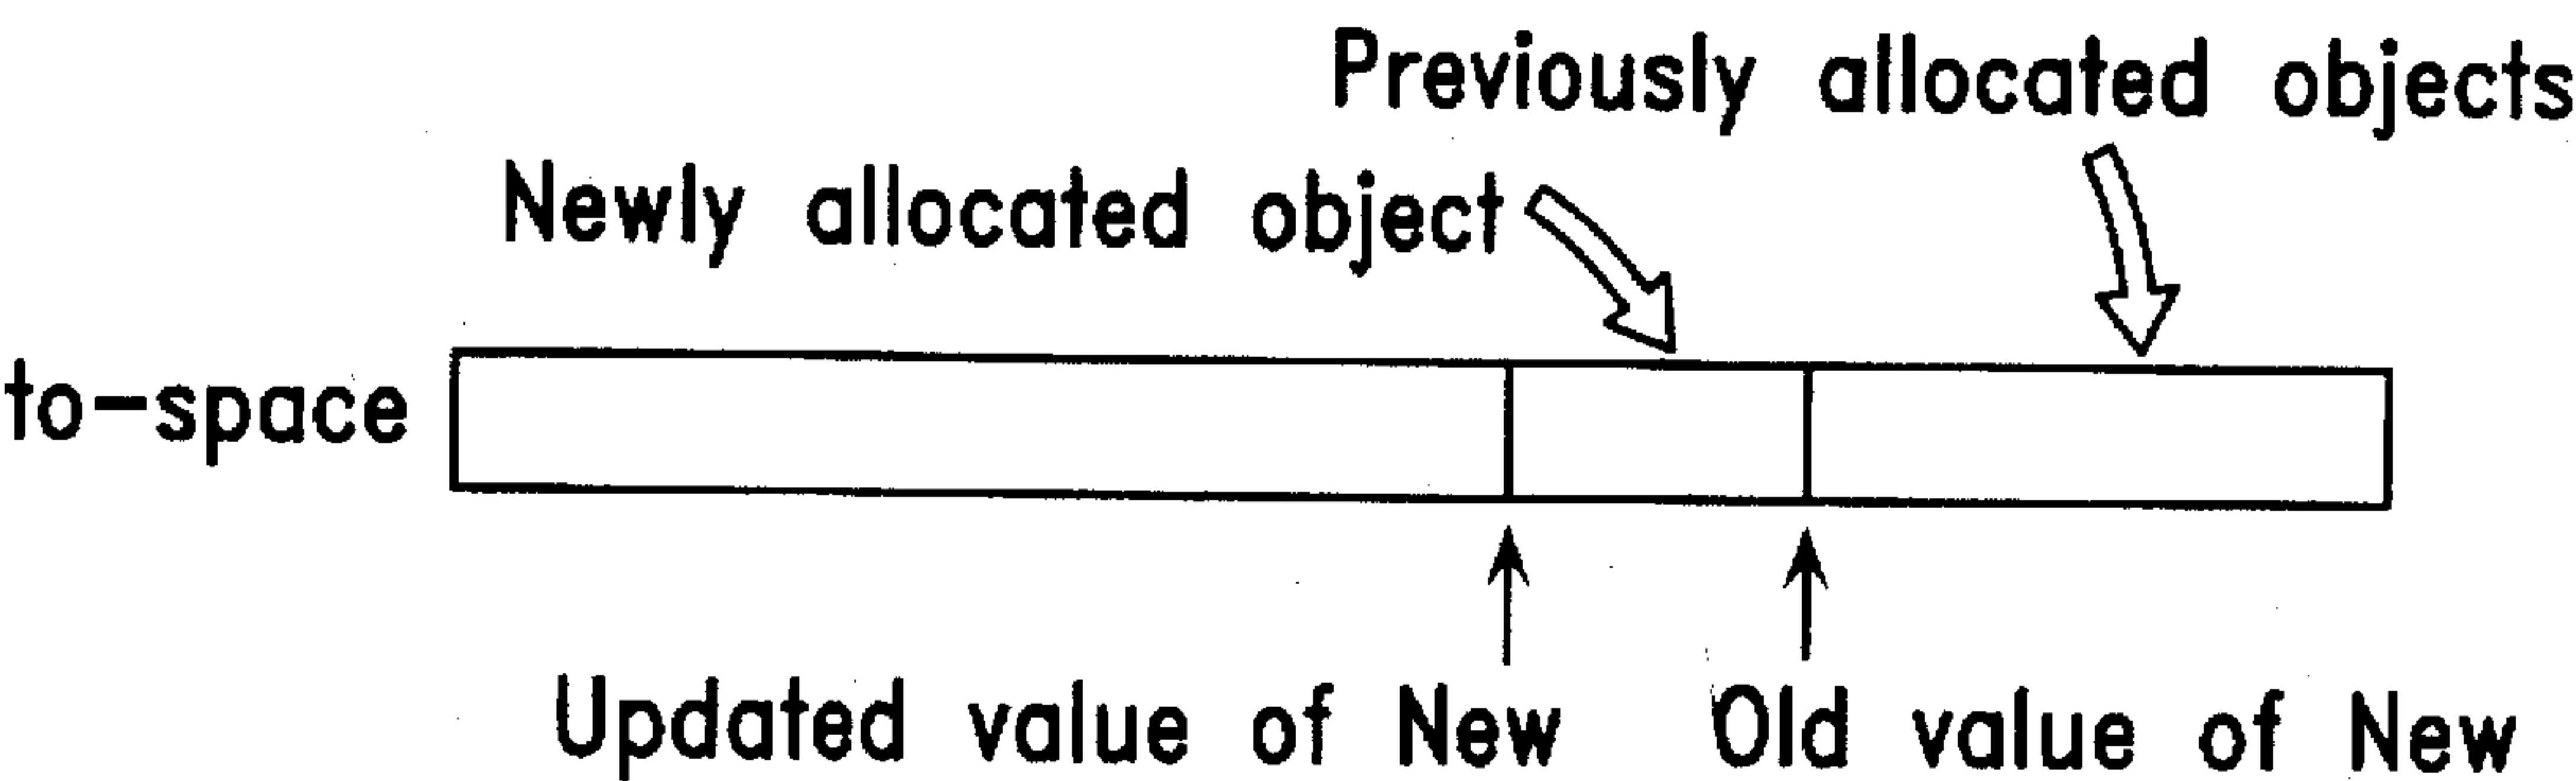 Previously allocated objects
Newly allocated object
to-space
Updated value of New
Old value of New